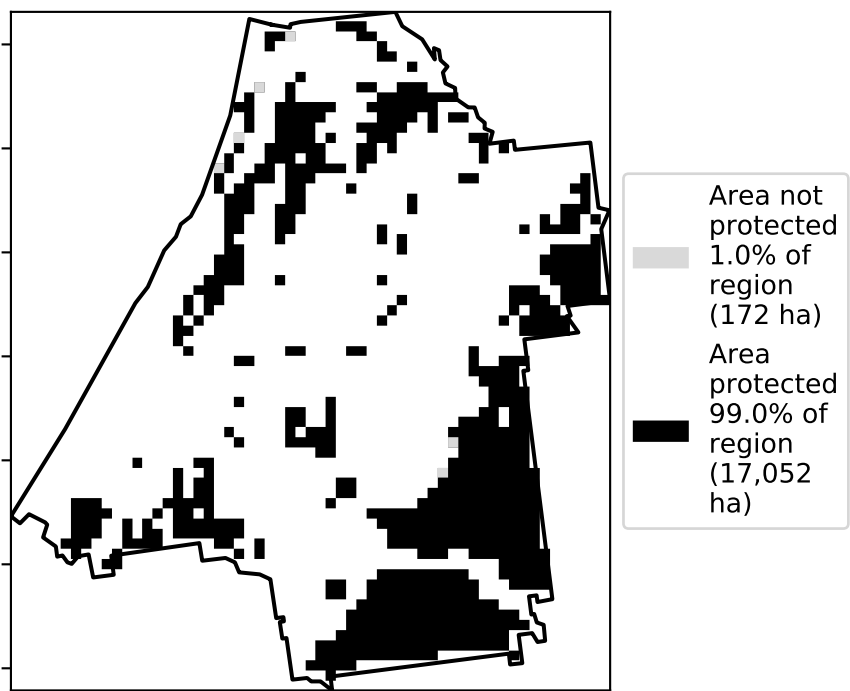 Area not
protected
1.0% of
region
(172 ha)
Area
protected
99.0% of
region
(17,052
ha)